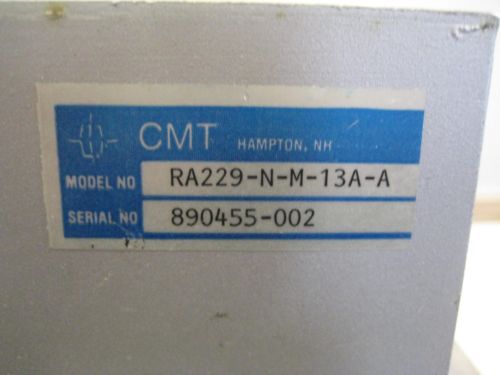 CMT HAMPTON, NH
MODEL NO RA229-N-M-13A-A
SERIAL NO 890455-002